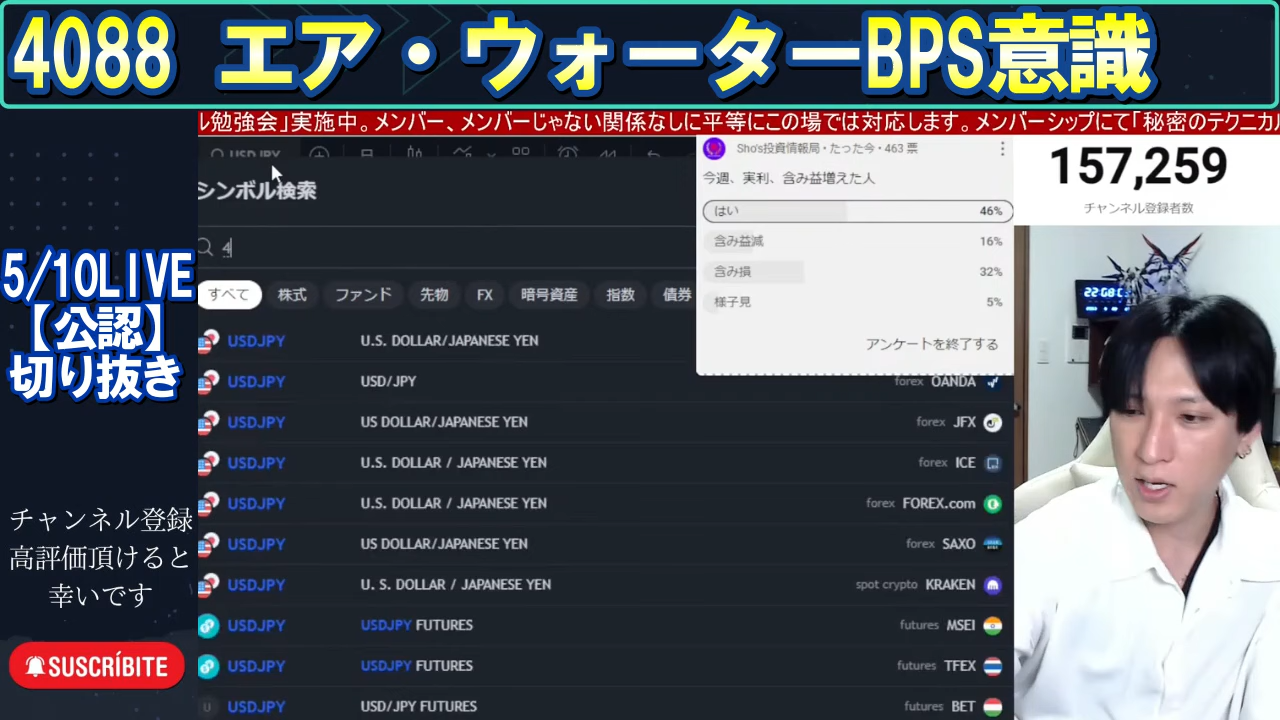 4088 エア・ウォーターBPS意識
ル勉強会」実施中。メンバー、メンバーじゃない関係なしに平等にこの場では対応します。メンバーシップにて「秘密のテクニカル
USDJPY
シンボル検索
4
すべて 株式 ファンド 先物 FX 暗号資産 指数 債券
USDJPY U.S. DOLLAR/JAPANESE YEN
USDJPY USD/JPY forex OANDA
USDJPY US DOLLAR/JAPANESE YEN forex JFX
USDJPY U.S. DOLLAR / JAPANESE YEN forex ICE
USDJPY U.S. DOLLAR / JAPANESE YEN forex FOREX.com
USDJPY US DOLLAR/JAPANESE YEN forex SAXO
USDJPY U. S. DOLLAR / JAPANESE YEN spot crypto KRAKEN
USDJPY USDJPY FUTURES futures MSEI
USDJPY USDJPY FUTURES futures TFEX
USDJPY USD/JPY FUTURES futures BET
Sho's投資情報局・たった今・463 票
今週、実利、含み益増えた人
はい 46%
含み益減 16%
含み損 32%
様子見 5%
アンケートを終了する
157,259
チャンネル登録者数
5/10LIVE
【公認】
切り抜き
チャンネル登録
高評価頂けると
幸いです
SUSCRÍBITE